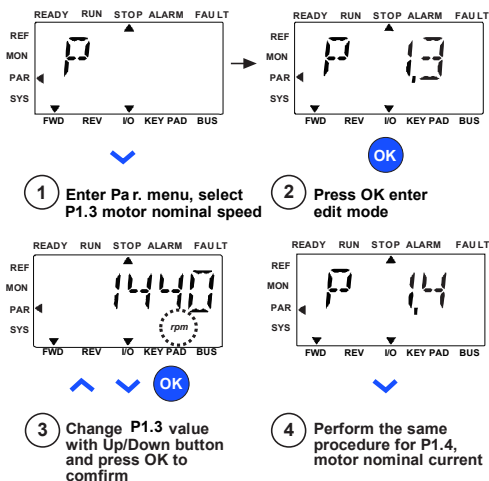 READY RUN STOP ALARM FAULT
REF
MON
PAR
SYS
P
FWD REV I/O KEYPAD BUS
1 Enter Par. menu, select
P1.3 motor nominal speed
READY RUN STOP ALARM FAULT
REF
MON
PAR
SYS
P 1,3
FWD REV I/O KEYPAD BUS
OK
2 Press OK enter
edit mode
READY RUN STOP ALARM FAULT
REF
MON
PAR
SYS
1440
rpm
FWD REV I/O KEYPAD BUS
OK
3 Change P1.3 value
with Up/Down button
and press OK to
comfirm
READY RUN STOP ALARM FAULT
REF
MON
PAR
SYS
P 1,4
FWD REV I/O KEYPAD BUS
4 Perform the same
procedure for P1.4,
motor nominal current